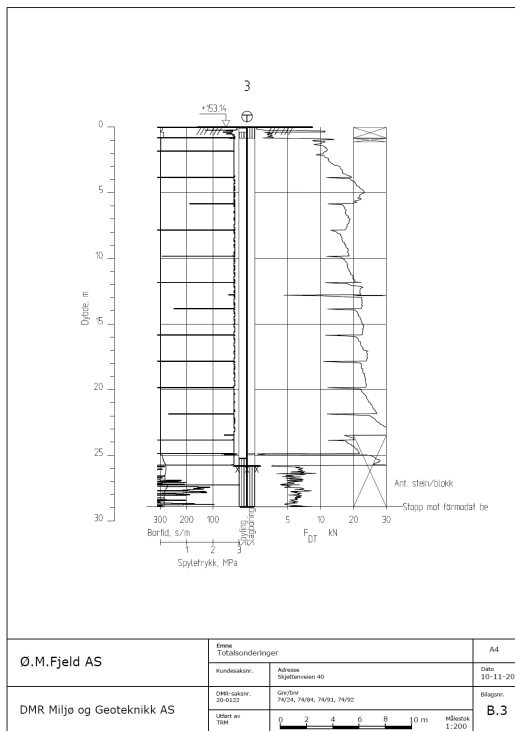 3
+153.14
0
5
10
15
20
25
30
Dybde, m
Ant. stein/blokk
Stopp mot formodat be
300 200 100
5 10 20 30
Bortid, s/m
F DT kN
1 2 3
Spyletrykk, MPa
Spyling
Slagboring
Ø.M.Fjeld AS
Emne
Totalsonderinger
A4
Kundesaksnr.
Adresse
Skjettenveien 40
Dato
10-11-20
DMR Miljø og Geoteknikk AS
DMR-saksnr.
20-0122
Gnr/bnr
74/24, 74/84, 74/91, 74/92
Bilagsnr.
B.3
Utført av
TRM
0 2 4 6 8 10 m
Målestok
1:200